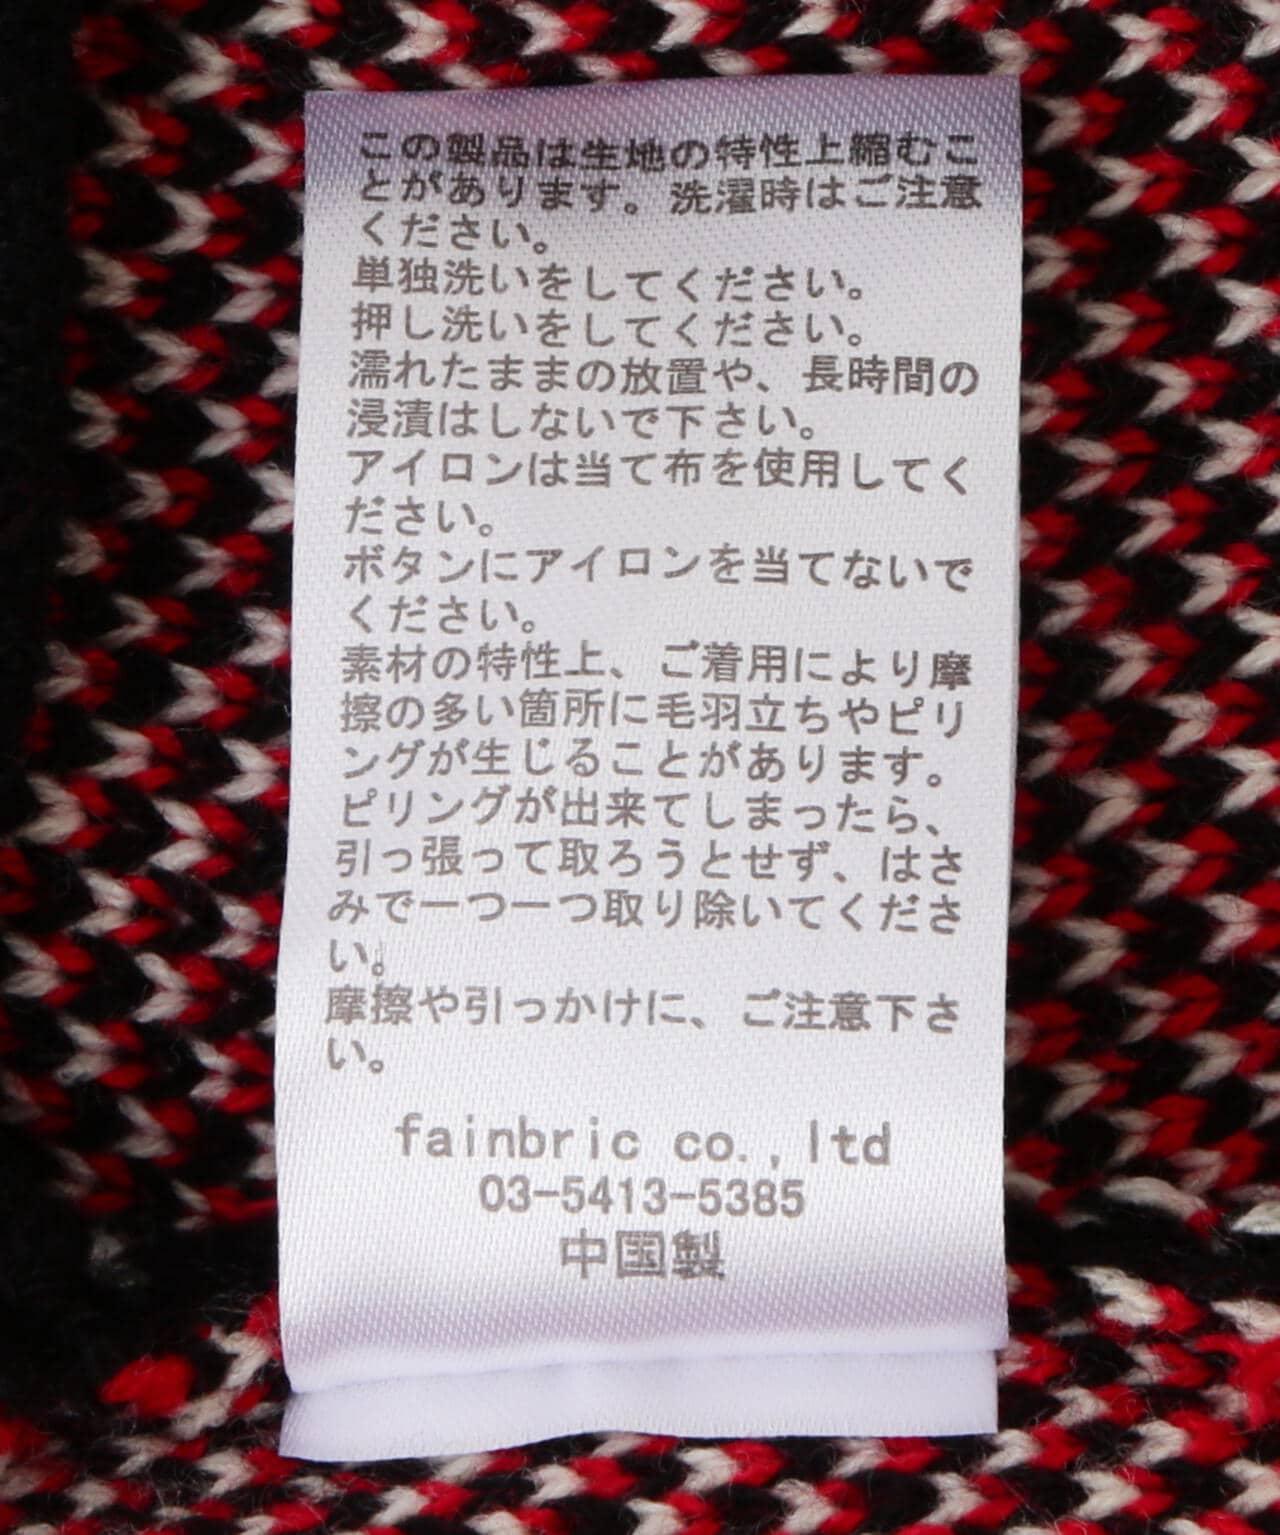 この製品は生地の特性上縮むこ
とがあります。洗濯時はご注意
ください。
単独洗いをしてください。
押し洗いをしてください。
濡れたままの放置や、長時間の
浸漬はしないで下さい。
アイロンは当て布を使用してく
ださい。
ボタンにアイロンを当てないで
ください。
素材の特性上、ご着用により摩
擦の多い箇所に毛羽立ちやピリ
ングが生じることがあります。
ピリングが出来てしまったら、
引っ張って取ろうとせず、はさ
みで一つ一つ取り除いてくださ
い。
摩擦や引っかけに、ご注意下さ
い。
fainbric co.,ltd
03-5413-5385
中国製